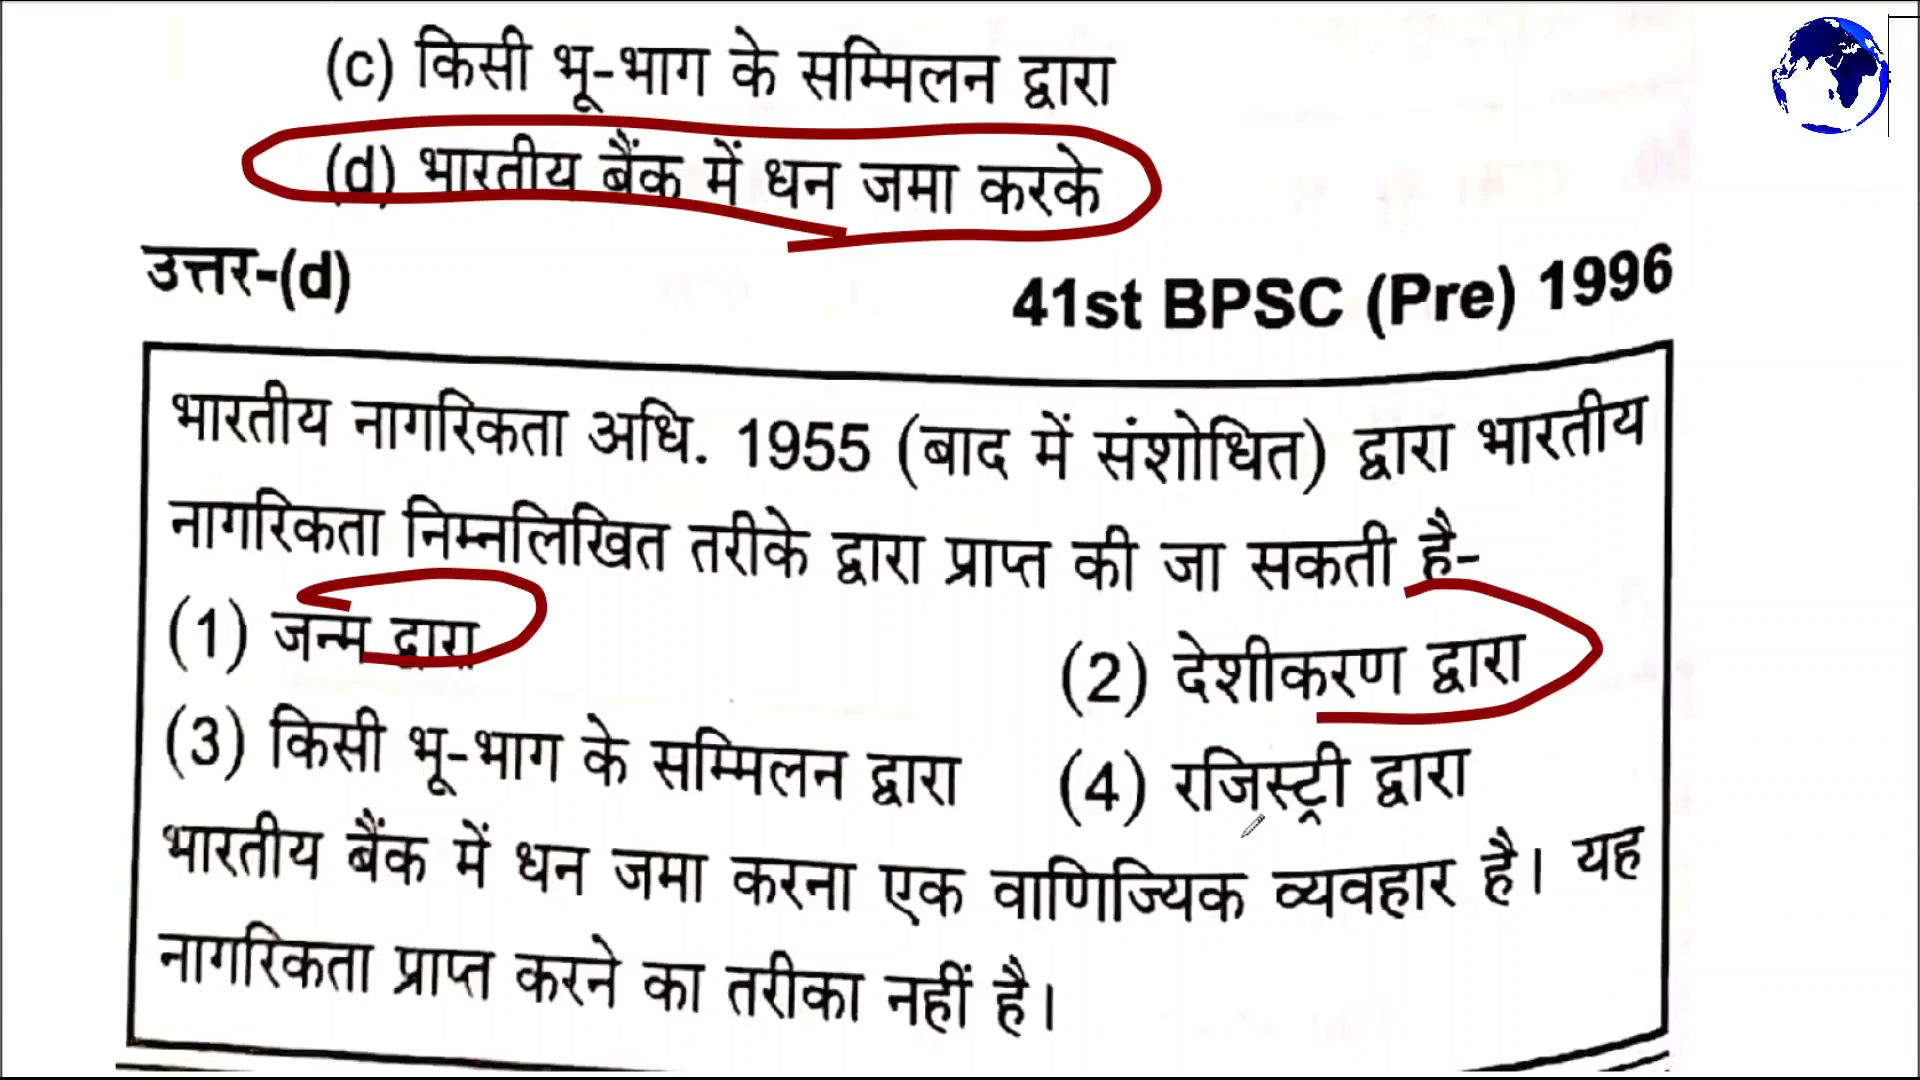 (c) किसी भू-भाग के सम्मिलन द्वारा
(d) भारतीय बैंक में धन जमा करके
उत्तर-(d) 41st BPSC (Pre) 1996
भारतीय नागरिकता अधि. 1955 (बाद में संशोधित) द्वारा भारतीय
नागरिकता निम्नलिखित तरीके द्वारा प्राप्त की जा सकती है-
(1) जन्म द्वारा (2) देशीकरण द्वारा
(3) किसी भू-भाग के सम्मिलन द्वारा (4) रजिस्ट्री द्वारा
भारतीय बैंक में धन जमा करना एक वाणिज्यिक व्यवहार है। यह
नागरिकता प्राप्त करने का तरीका नहीं है।